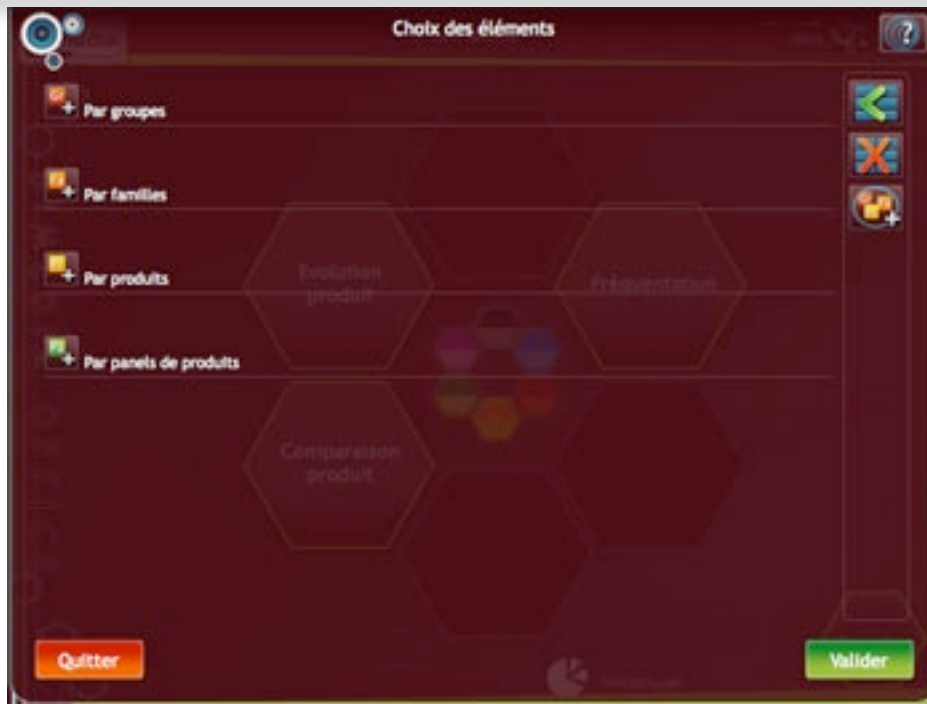 Choix des éléments
?
Par groupes
Par familles
Par produits
Par panels de produits
Evolution
produit
Fréquentation
Comparaison
produit
Quitter
Valider